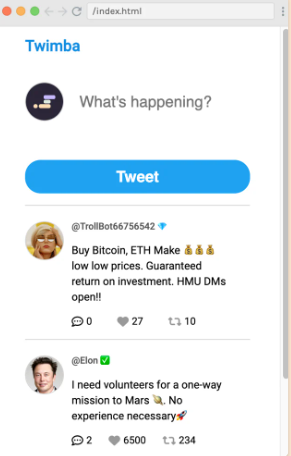 /index.html
Twimba
What's happening?
Tweet
@TrollBot66756542 💎
Buy Bitcoin, ETH Make 💰💰💰
low low prices. Guaranteed
return on investment. HMU DMs
open!!
0 27 10
@Elon ✅
I need volunteers for a one-way
mission to Mars 🪐. No
experience necessary🚀
2 6500 234